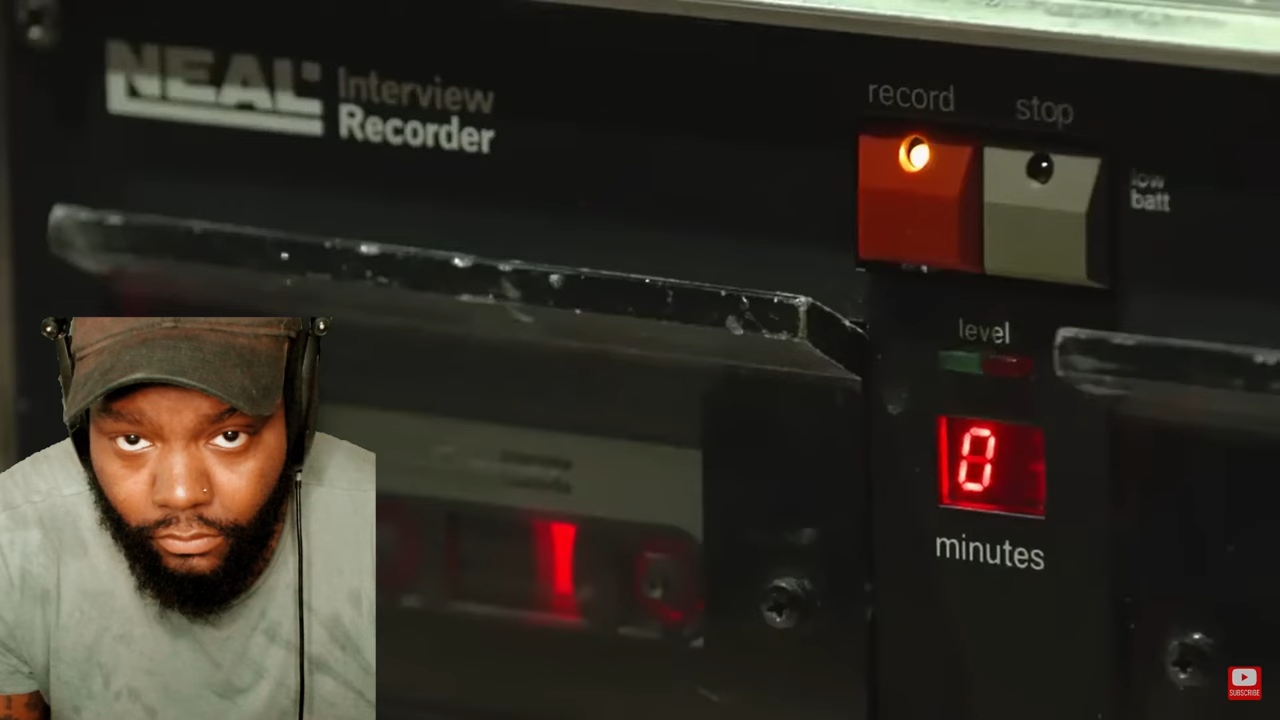 NEAL
Interview
Recorder
record
stop
low
batt
level
8
minutes
SUBSCRIBE